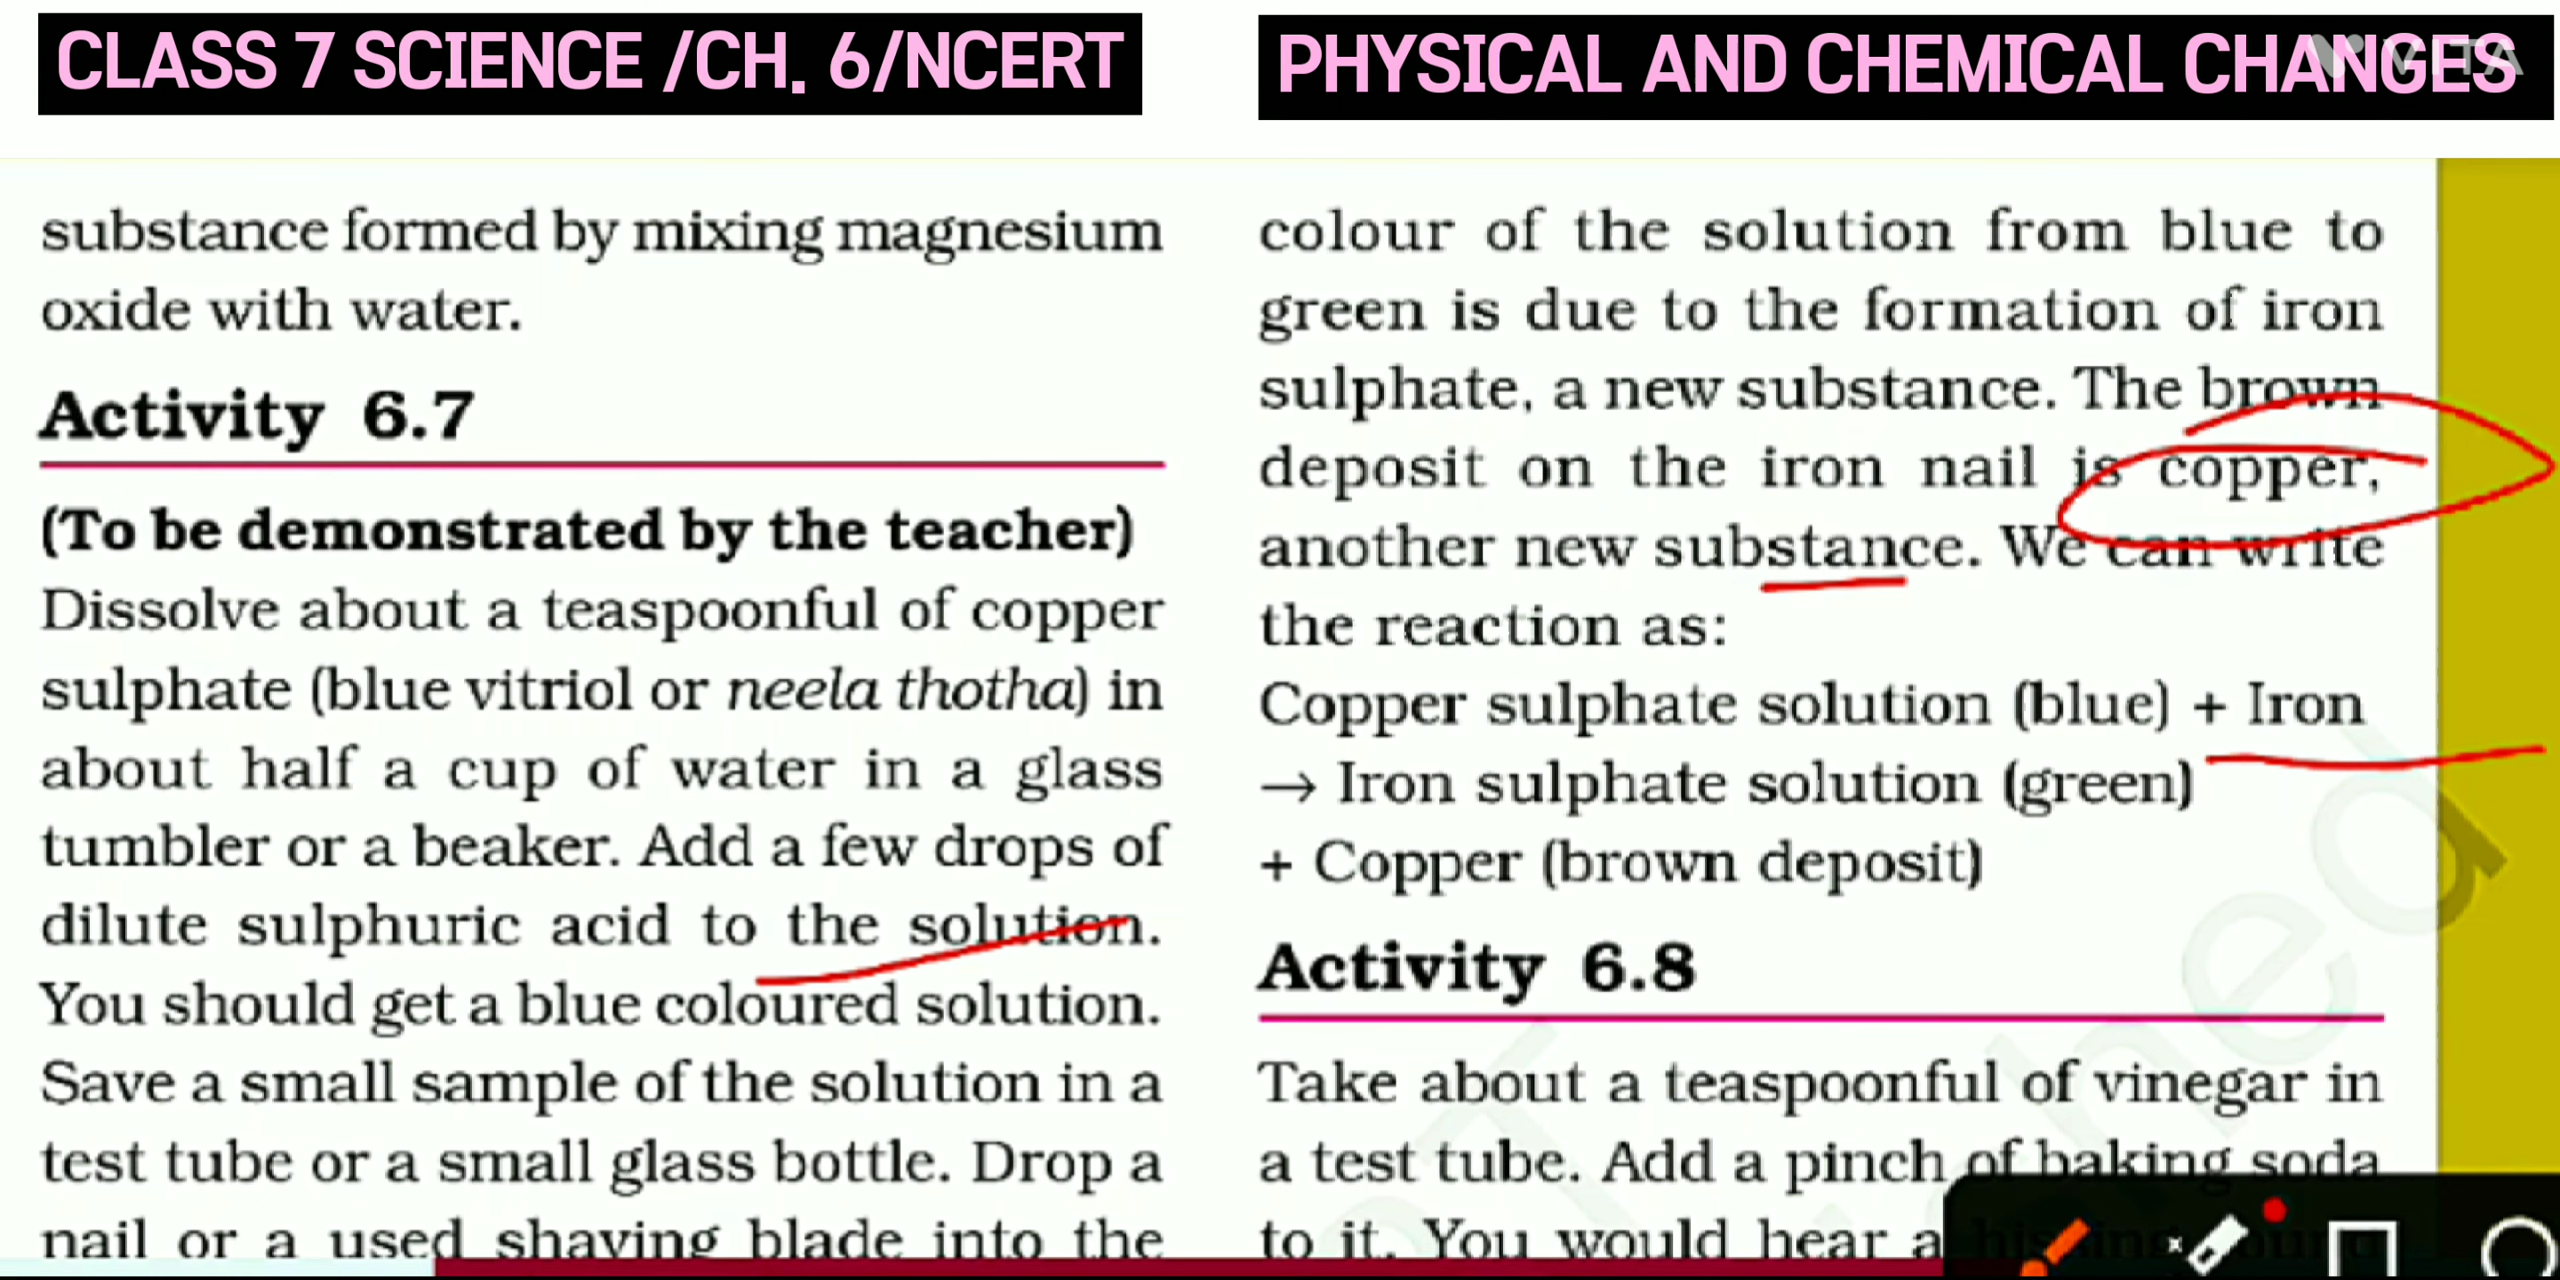 CLASS 7 SCIENCE /CH. 6/NCERT
PHYSICAL AND CHEMICAL CHANGES
VITA
substance formed by mixing magnesium
oxide with water.
Activity 6.7
(To be demonstrated by the teacher)
Dissolve about a teaspoonful of copper
sulphate (blue vitriol or neela thotha) in
about half a cup of water in a glass
tumbler or a beaker. Add a few drops of
dilute sulphuric acid to the solution.
You should get a blue coloured solution.
Save a small sample of the solution in a
test tube or a small glass bottle. Drop a
nail or a used shaving blade into the
colour of the solution from blue to
green is due to the formation of iron
sulphate, a new substance. The brown
deposit on the iron nail is copper,
another new substance. We can write
the reaction as:
Copper sulphate solution (blue) + Iron
→ Iron sulphate solution (green)
+ Copper (brown deposit)
Activity 6.8
Take about a teaspoonful of vinegar in
a test tube. Add a pinch of baking soda
to it. You would hear a hissing sound